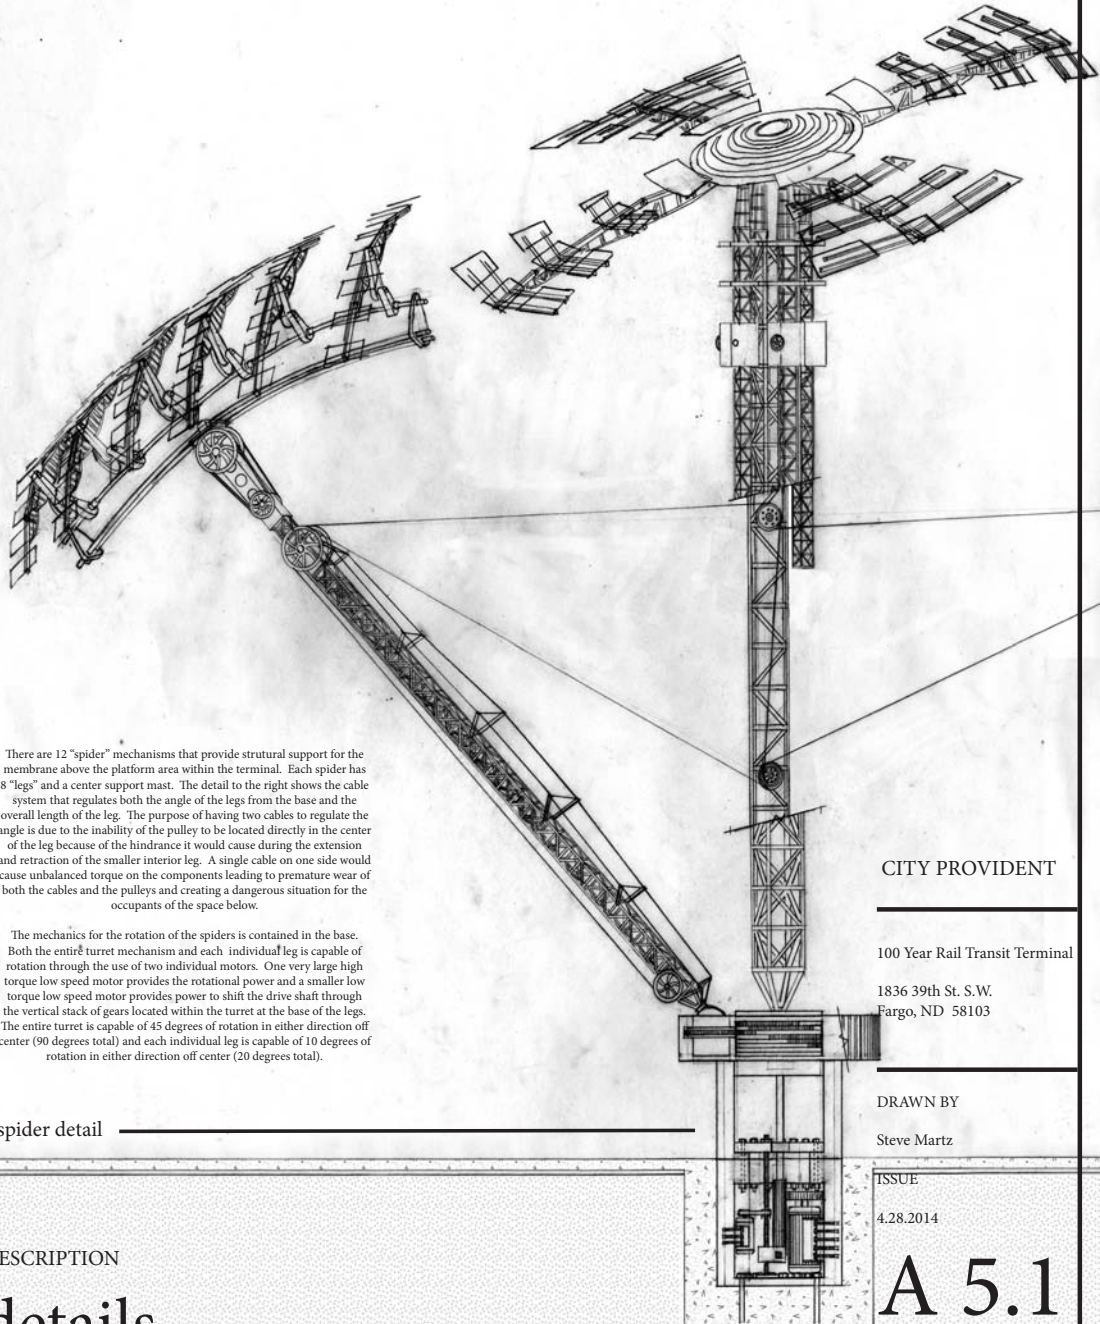 There are 12 “spider” mechanisms that provide strutural support for the
membrane above the platform area within the terminal.  Each spider has
8 “legs” and a center support mast.  The detail to the right shows the cable
system that regulates both the angle of the legs from the base and the
overall length of the leg.  The purpose of having two cables to regulate the
angle is due to the inability of the pulley to be located directly in the center
of the leg because of the hindrance it would cause during the extension
and retraction of the smaller interior leg.  A single cable on one side would
cause unbalanced torque on the components leading to premature wear of
both the cables and the pulleys and creating a dangerous situation for the
occupants of the space below.
The mechanics for the rotation of the spiders is contained in the base.
Both the entire turret mechanism and each  individual leg is capable of
rotation through the use of two individual motors.  One very large high
torque low speed motor provides the rotational power and a smaller low
torque low speed motor provides power to shift the drive shaft through
the vertical stack of gears located within the turret at the base of the legs.
The entire turret is capable of 45 degrees of rotation in either direction off
center (90 degrees total) and each individual leg is capable of 10 degrees of
rotation in either direction off center (20 degrees total).
spider detail
ESCRIPTION
details
CITY PROVIDENT
100 Year Rail Transit Terminal
1836 39th St. S.W.
Fargo, ND  58103
DRAWN BY
Steve Martz
ISSUE
4.28.2014
A 5.1